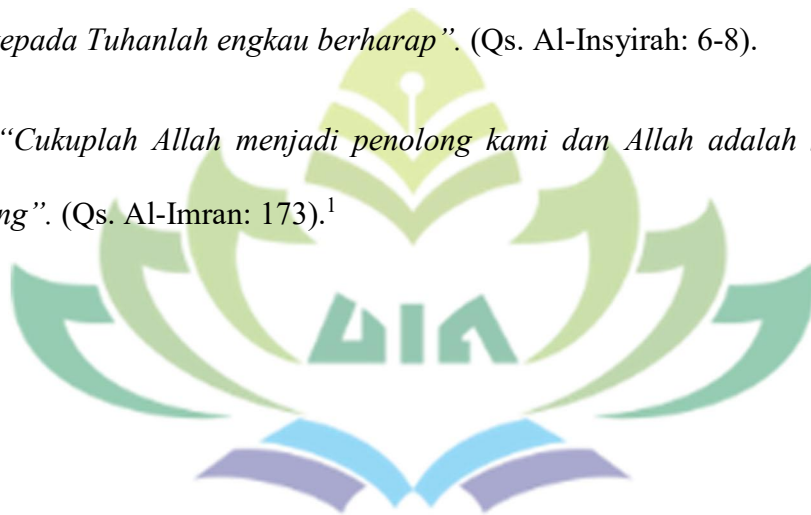 epada Tuhanlah engkau berharap”. (Qs. Al-Insyirah: 6-8).
“Cukuplah Allah menjadi penolong kami dan Allah adalah
ng”. (Qs. Al-Imran: 173).1
UIN